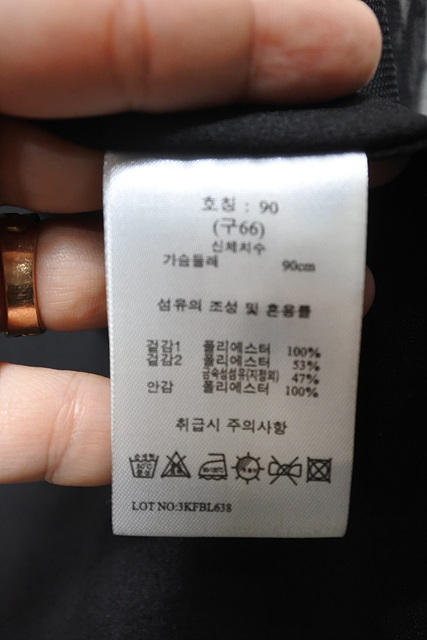 호칭 : 90
(구66)
신체치수
가슴둘레 90cm
섬유의 조성 및 혼용률
겉감1 폴리에스터 100%
겉감2 폴리에스터 53%
금속성섬유(지정외) 47%
안감 폴리에스터 100%
취급시 주의사항
LOT NO:3KFBL638